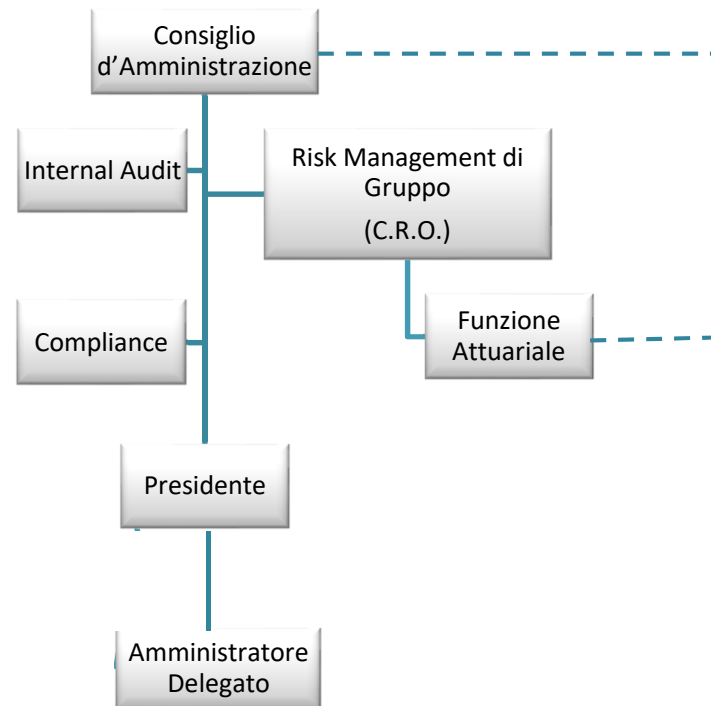 Consiglio
d'Amministrazione
Internal Audit
Risk Management di
Gruppo
(C.R.O.)
Compliance
Funzione
Attuariale
Presidente
Amministratore
Delegato